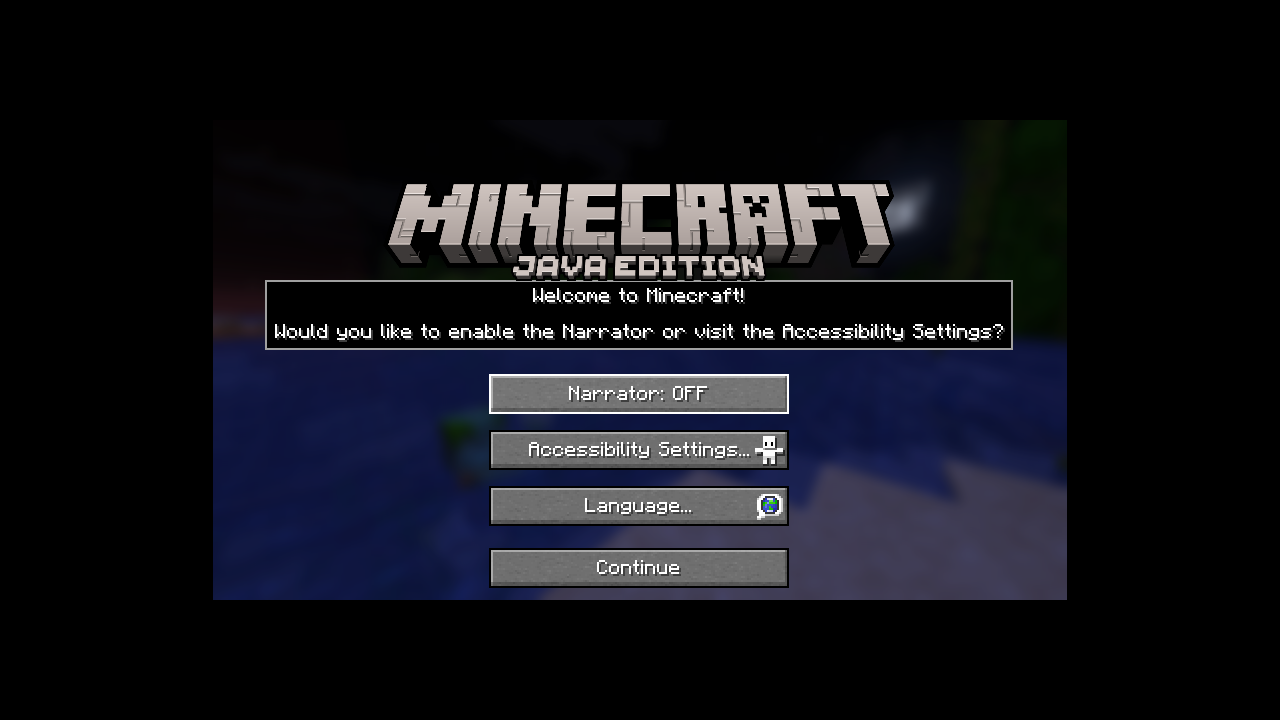 MINECRAFT
JAVA EDITION
Welcome to Minecraft!
Would you like to enable the Narrator or visit the Accessibility Settings?
Narrator: OFF
Accessibility Settings...
Language...
Continue